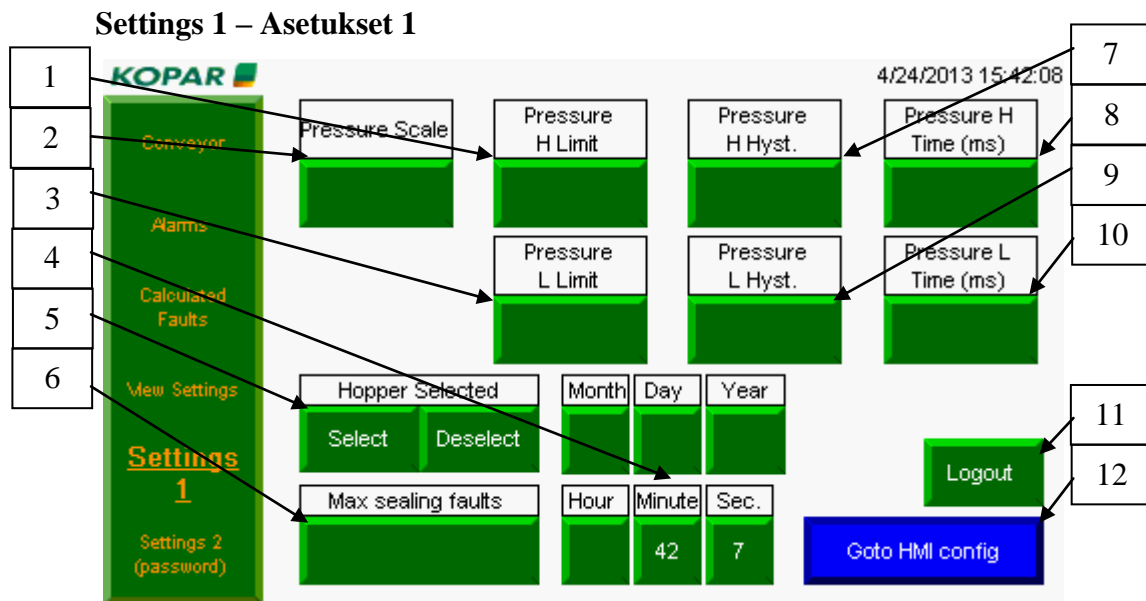 Settings 1 – Asetukset 1
KOPAR
4/24/2013 15:42:08
1
2
3
4
5
6
7
8
9
10
11
12
Conveyor
Alarms
Calculated
Faults
View Settings
Settings
1
Settings 2
(password)
Pressure Scale
Pressure
H Limit
Pressure
H Hyst.
Pressure H
Time (ms)
Pressure
L Limit
Pressure
L Hyst.
Pressure L
Time (ms)
Hopper Selected
Select
Deselect
Month
Day
Year
Max sealing faults
Hour
Minute
Sec.
42
7
Logout
Goto HMI config